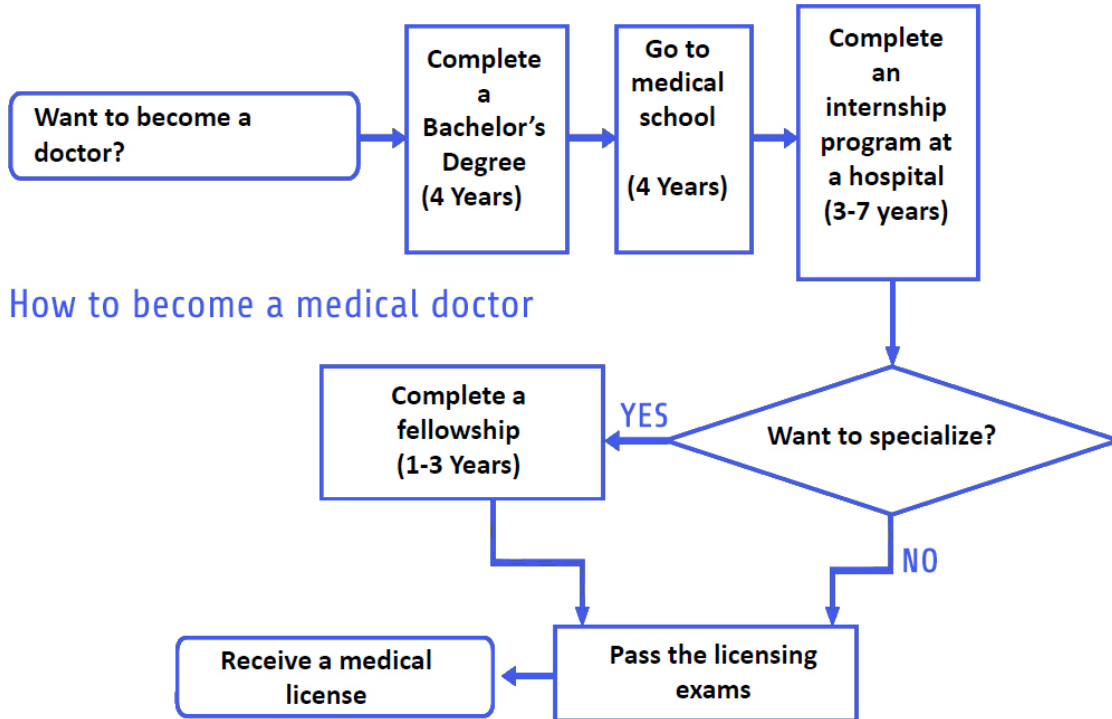 Want to become a
doctor?
Complete
a
Bachelor's
Degree
(4 Years)
Go to
medical
school
(4 Years)
Complete
an
internship
program at
a hospital
(3-7 years)
How to become a medical doctor
Want to specialize?
YES
Complete a
fellowship
(1-3 Years)
NO
Pass the licensing
exams
Receive a medical
license